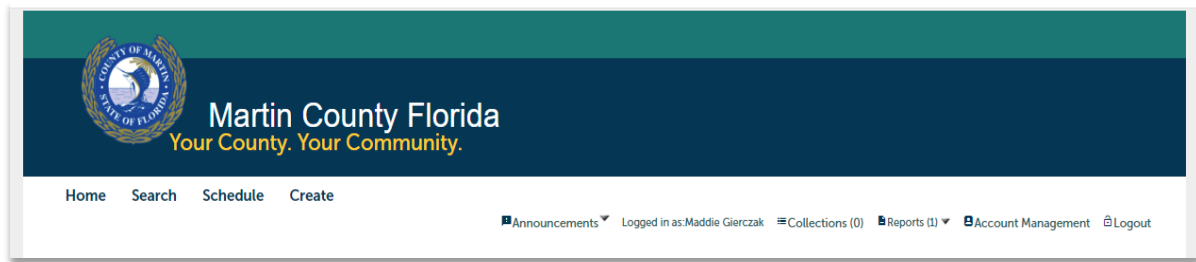 COUNTY OF MARTIN
STATE OF FLORIDA
Martin County Florida
Your County. Your Community.
Home Search Schedule Create
Announcements Logged in as:Maddie Gierczak Collections (0) Reports (1) Account Management Logout